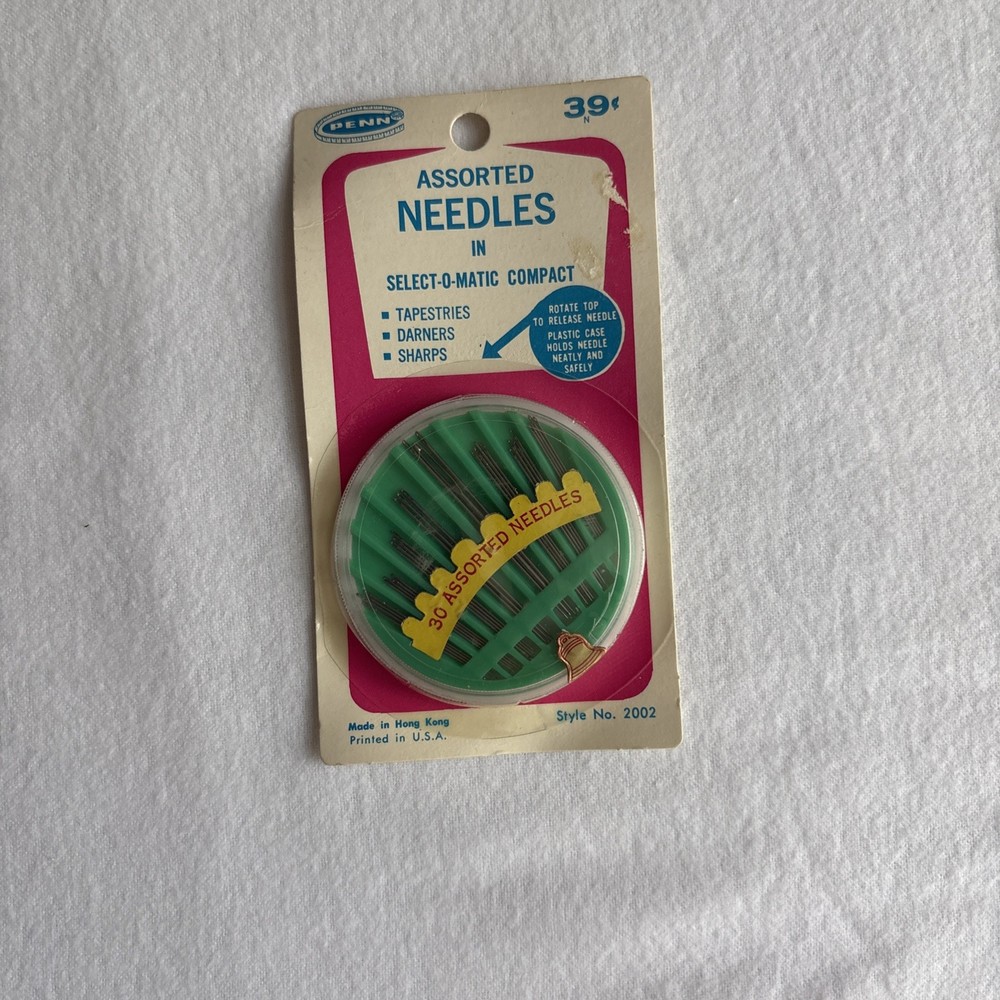 PENN
39¢
N
ASSORTED
NEEDLES
IN
SELECT-O-MATIC COMPACT
▪ TAPESTRIES
▪ DARNERS
▪ SHARPS
ROTATE TOP
TO RELEASE NEEDLE
PLASTIC CASE
HOLDS NEEDLE
NEATLY AND
SAFELY
30 ASSORTED NEEDLES
Made in Hong Kong
Printed in U.S.A.
Style No. 2002